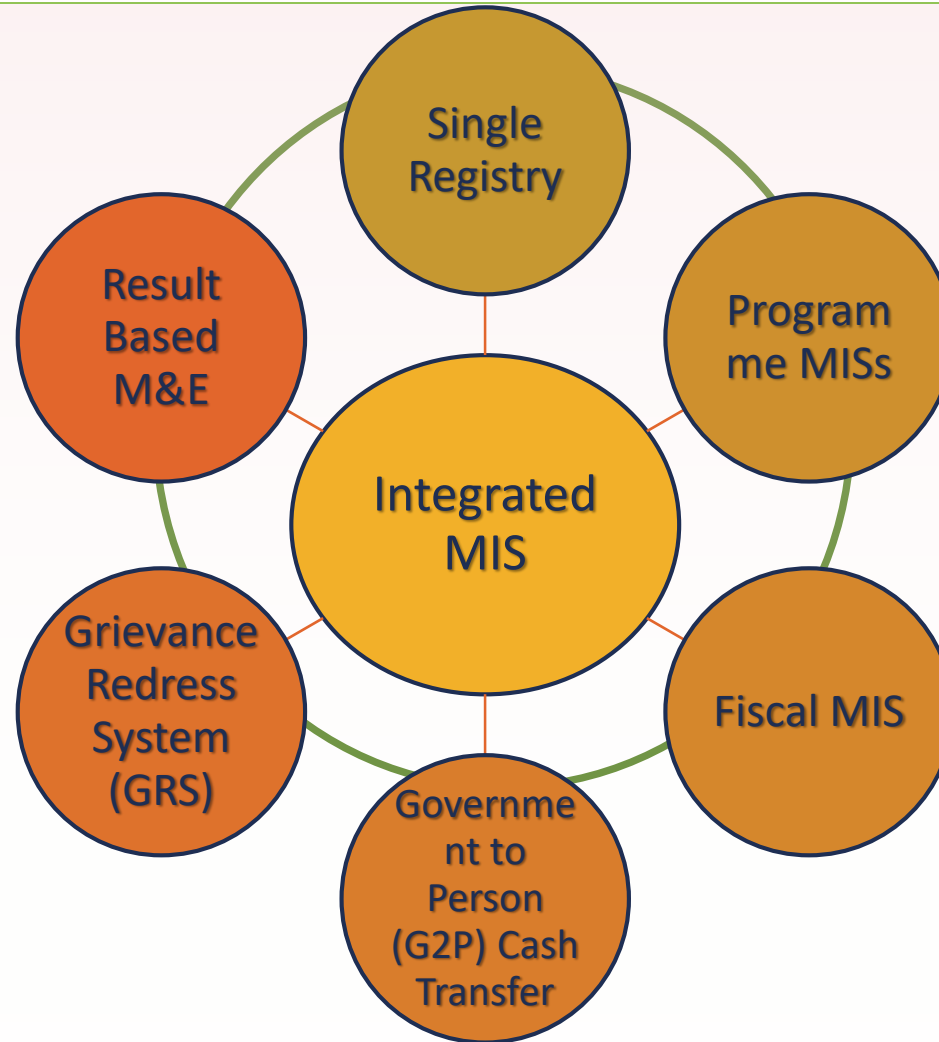 Single
Registry
Program
me MISs
Fiscal MIS
Governme
nt to
Person
(G2P) Cash
Transfer
Grievance
Redress
System
(GRS)
Result
Based
M&E
Integrated
MIS